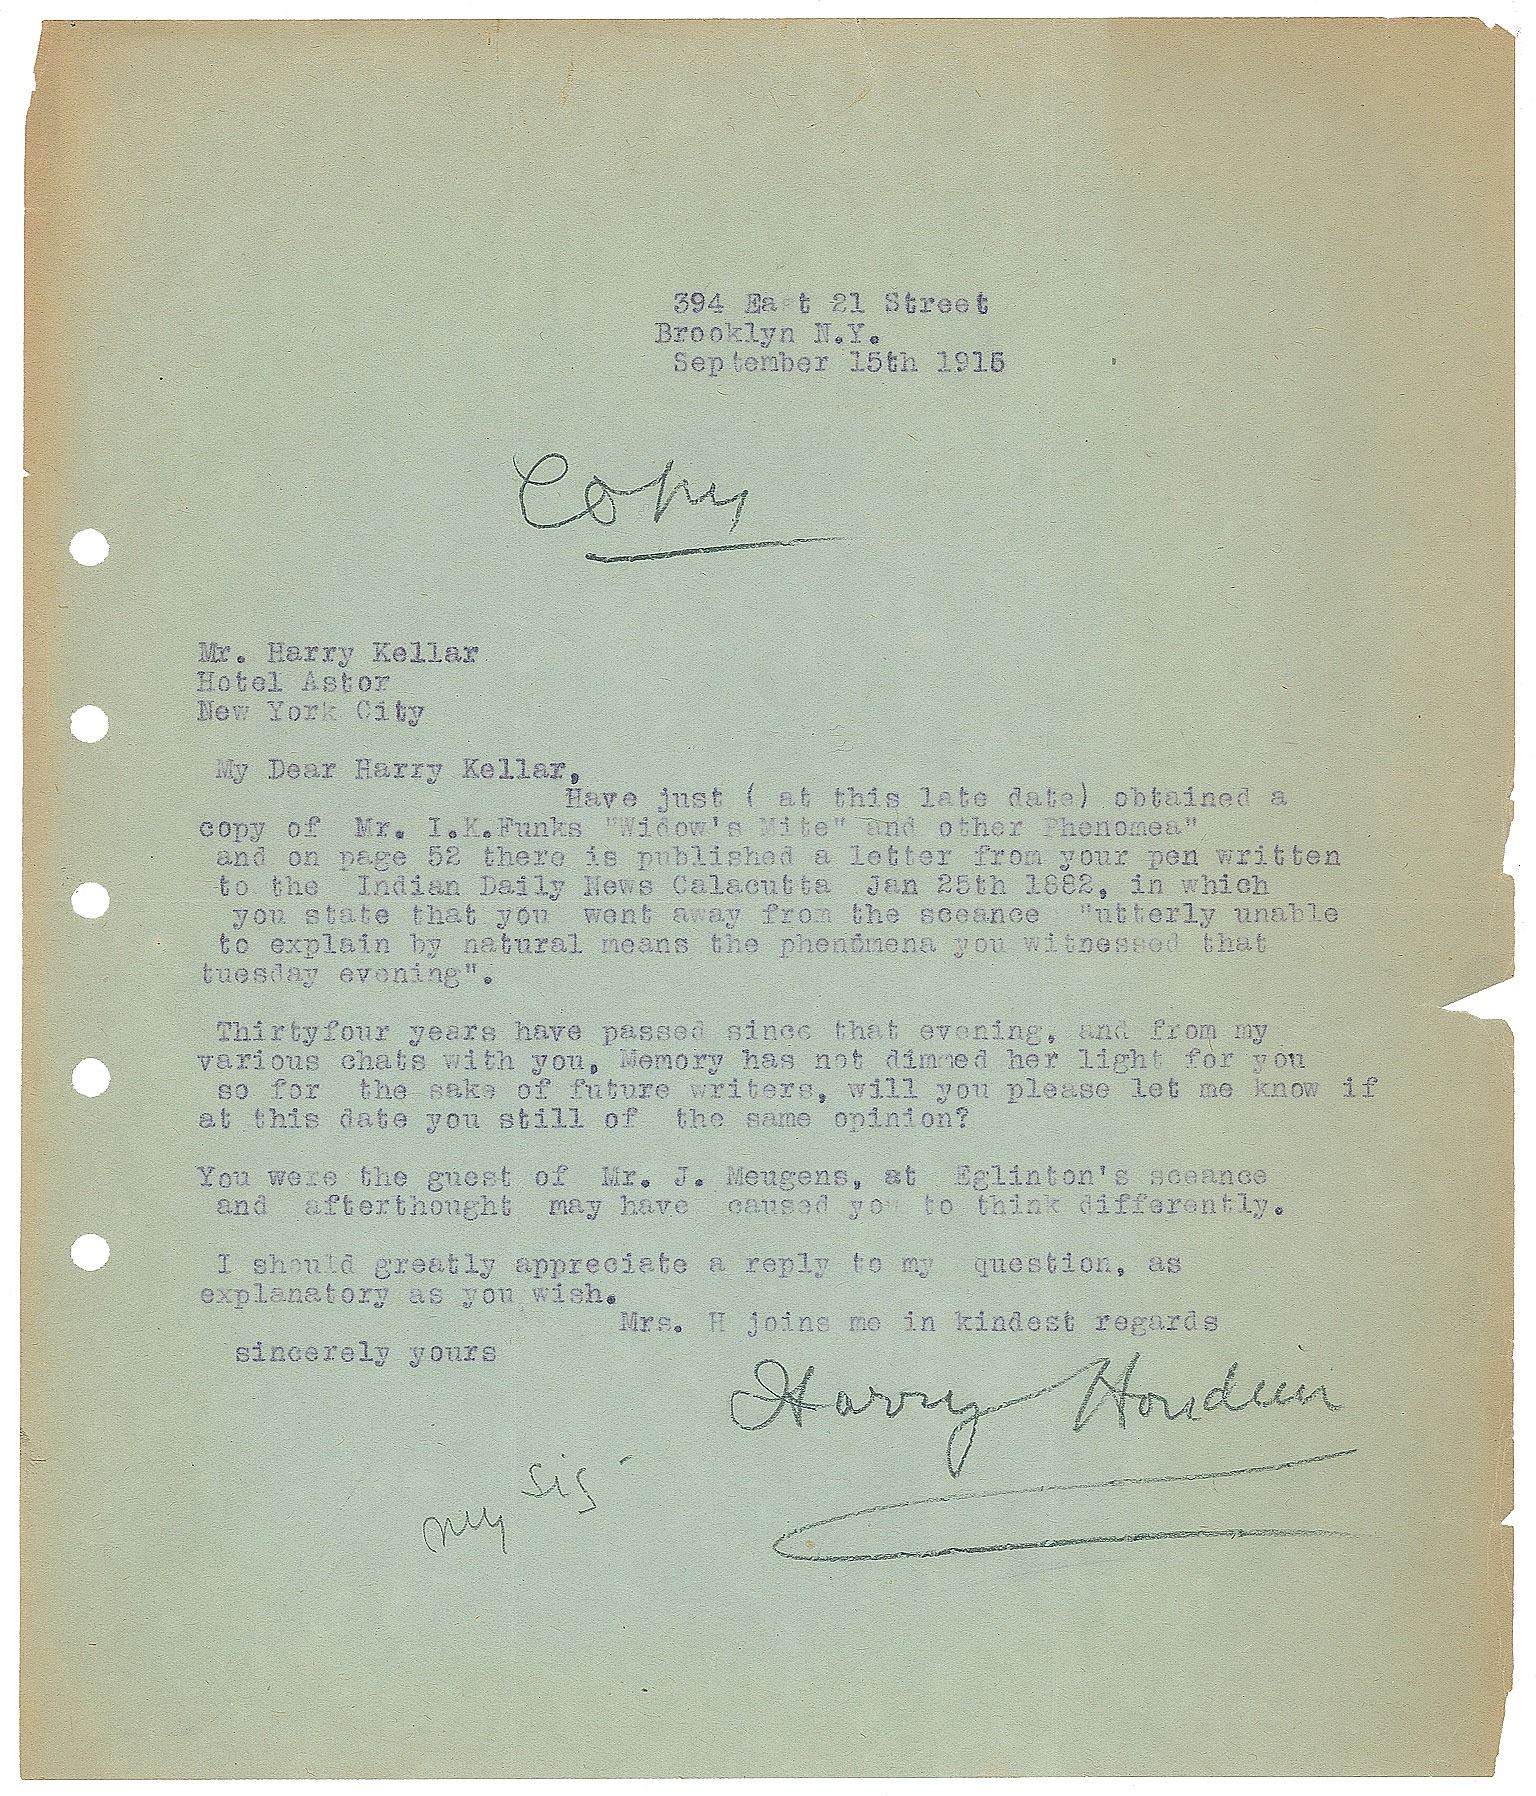 394 East 21 Street
Brooklyn N.Y.
September 15th 1915
Copy
Mr. Harry Kellar
Hotel Astor
New York City
My Dear Harry Kellar,
Have just ( at this late date) obtained a
copy of Mr. I.K.Funks "Widow's Mite" and other Phenomea"
and on page 52 there is published a letter from your pen written
to the Indian Daily News Calacutta Jan 25th 1882, in which
you state that you went away from the sceance "utterly unable
to explain by natural means the phenomena you witnessed that
tuesday evening".
Thirtyfour years have passed since that evening, and from my
various chats with you, Memory has not dimmed her light for you
so for the sake of future writers, will you please let me know if
at this date you still of the same opinion?
You were the guest of Mr. J. Meugens, at Eglinton's sceance
and afterthought may have caused you to think differently.
I should greatly appreciate a reply to my question, as
explanatory as you wish.
Mrs. H joins me in kindest regards
sincerely yours
Harry Houdini
my sig-